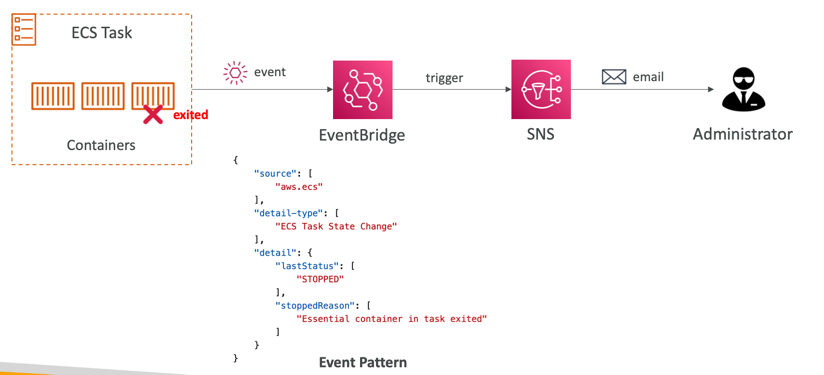 ECS Task
event
trigger
email
exited
Containers
EventBridge
SNS
Administrator
{
    "source": [
        "aws.ecs"
    ],
    "detail-type": [
        "ECS Task State Change"
    ],
    "detail": {
        "lastStatus": [
            "STOPPED"
        ],
        "stoppedReason": [
            "Essential container in task exited"
        ]
    }
}
Event Pattern